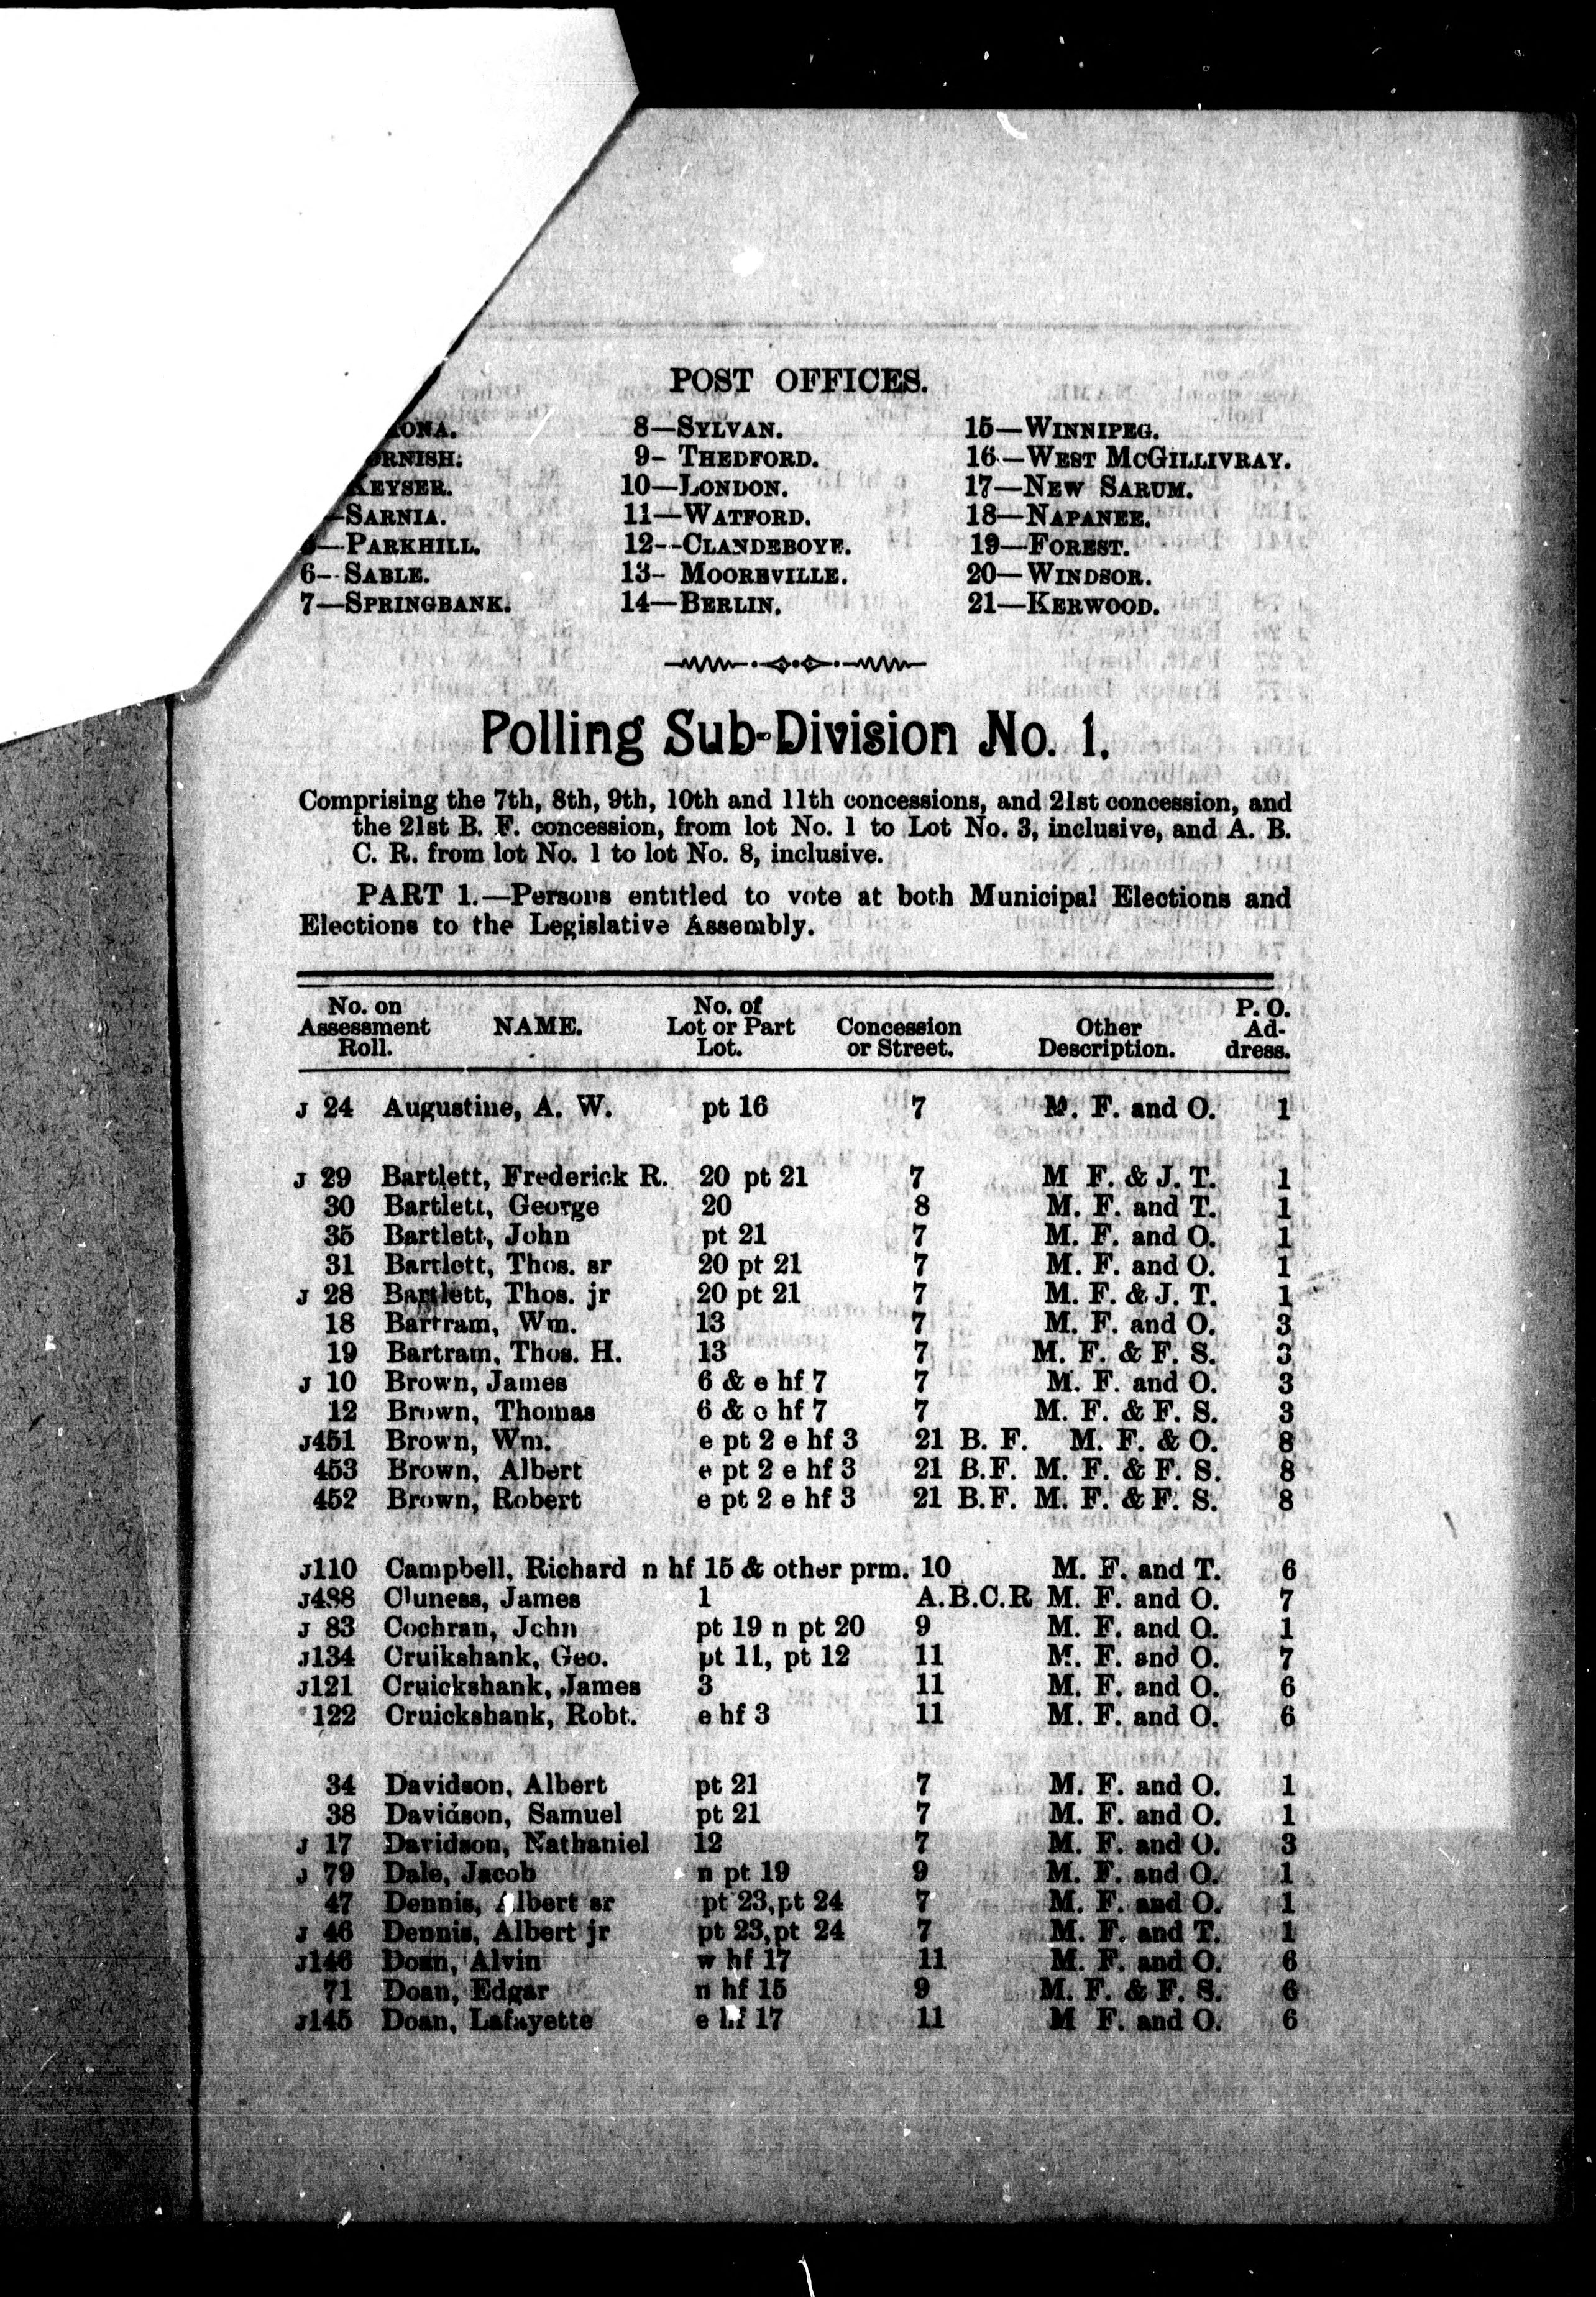 POST OFFICES.
KEYSER. 10—LONDON. 17—NEW SARUM.
8—SYLVAN. 15—WINNIPEG.
9- THEDFORD. 16—WEST McGILLIVRAY.
—SARNIA. 11—WATFORD. 18—NAPANEE.
—PARKHILL. 12--CLANDEBOYE. 19—FOREST.
6--SABLE. 13- MOORESVILLE. 20—WINDSOR.
7—SPRINGBANK. 14—BERLIN. 21—KERWOOD.
Polling Sub-Division No. 1.
Comprising the 7th, 8th, 9th, 10th and 11th concessions, and 21st concession, and
the 21st B. F. concession, from lot No. 1 to Lot No. 3, inclusive, and A. B.
C. R. from lot No. 1 to lot No. 8, inclusive.
PART 1.—Persons entitled to vote at both Municipal Elections and
Elections to the Legislative Assembly.
No. on Assessment Roll. NAME. No. of Lot or Part Lot. Concession or Street. Other Description. P. O. Address.
J 24 Augustine, A. W. pt 16 7 M. F. and O. 1
J 29 Bartlett, Frederick R. 20 pt 21 7 M F. & J. T. 1
30 Bartlett, George 20 8 M. F. and T. 1
35 Bartlett, John pt 21 7 M. F. and O. 1
31 Bartlott, Thos. sr 20 pt 21 7 M. F. and O. 1
J 28 Bartlett, Thos. jr 20 pt 21 7 M. F. & J. T. 1
18 Bartram, Wm. 13 7 M. F. and O. 3
19 Bartram, Thos. H. 13 7 M. F. & F. S. 3
J 10 Brown, James 6 & e hf 7 7 M. F. and O. 3
12 Brown, Thomas 6 & e hf 7 7 M. F. & F. S. 3
J451 Brown, Wm. e pt 2 e hf 3 21 B. F. M. F. & O. 8
453 Brown, Albert e pt 2 e hf 3 21 B.F. M. F. & F. S. 8
452 Brown, Robert e pt 2 e hf 3 21 B.F. M. F. & F. S. 8
J110 Campbell, Richard n hf 15 & other prm. 10 M. F. and T. 6
J488 Cluness, James 1 A.B.C.R M. F. and O. 7
J 83 Cochran, John pt 19 n pt 20 9 M. F. and O. 1
J134 Cruikshank, Geo. pt 11, pt 12 11 M. F. and O. 7
J121 Cruickshank, James 3 11 M. F. and O. 6
122 Cruickshank, Robt. e hf 3 11 M. F. and O. 6
34 Davidson, Albert pt 21 7 M. F. and O. 1
38 Davidson, Samuel pt 21 7 M. F. and O. 1
J 17 Davidson, Nathaniel 12 7 M. F. and O. 3
J 79 Dale, Jacob n pt 19 9 M. F. and O. 1
47 Dennis, Albert sr pt 23,pt 24 7 M. F. and O. 1
J 46 Dennis, Albert jr pt 23,pt 24 7 M. F. and T. 1
J146 Doan, Alvin w hf 17 11 M. F. and O. 6
71 Doan, Edgar n hf 15 9 M. F. & F. S. 6
J145 Doan, Lafayette e hf 17 11 M F. and O. 6